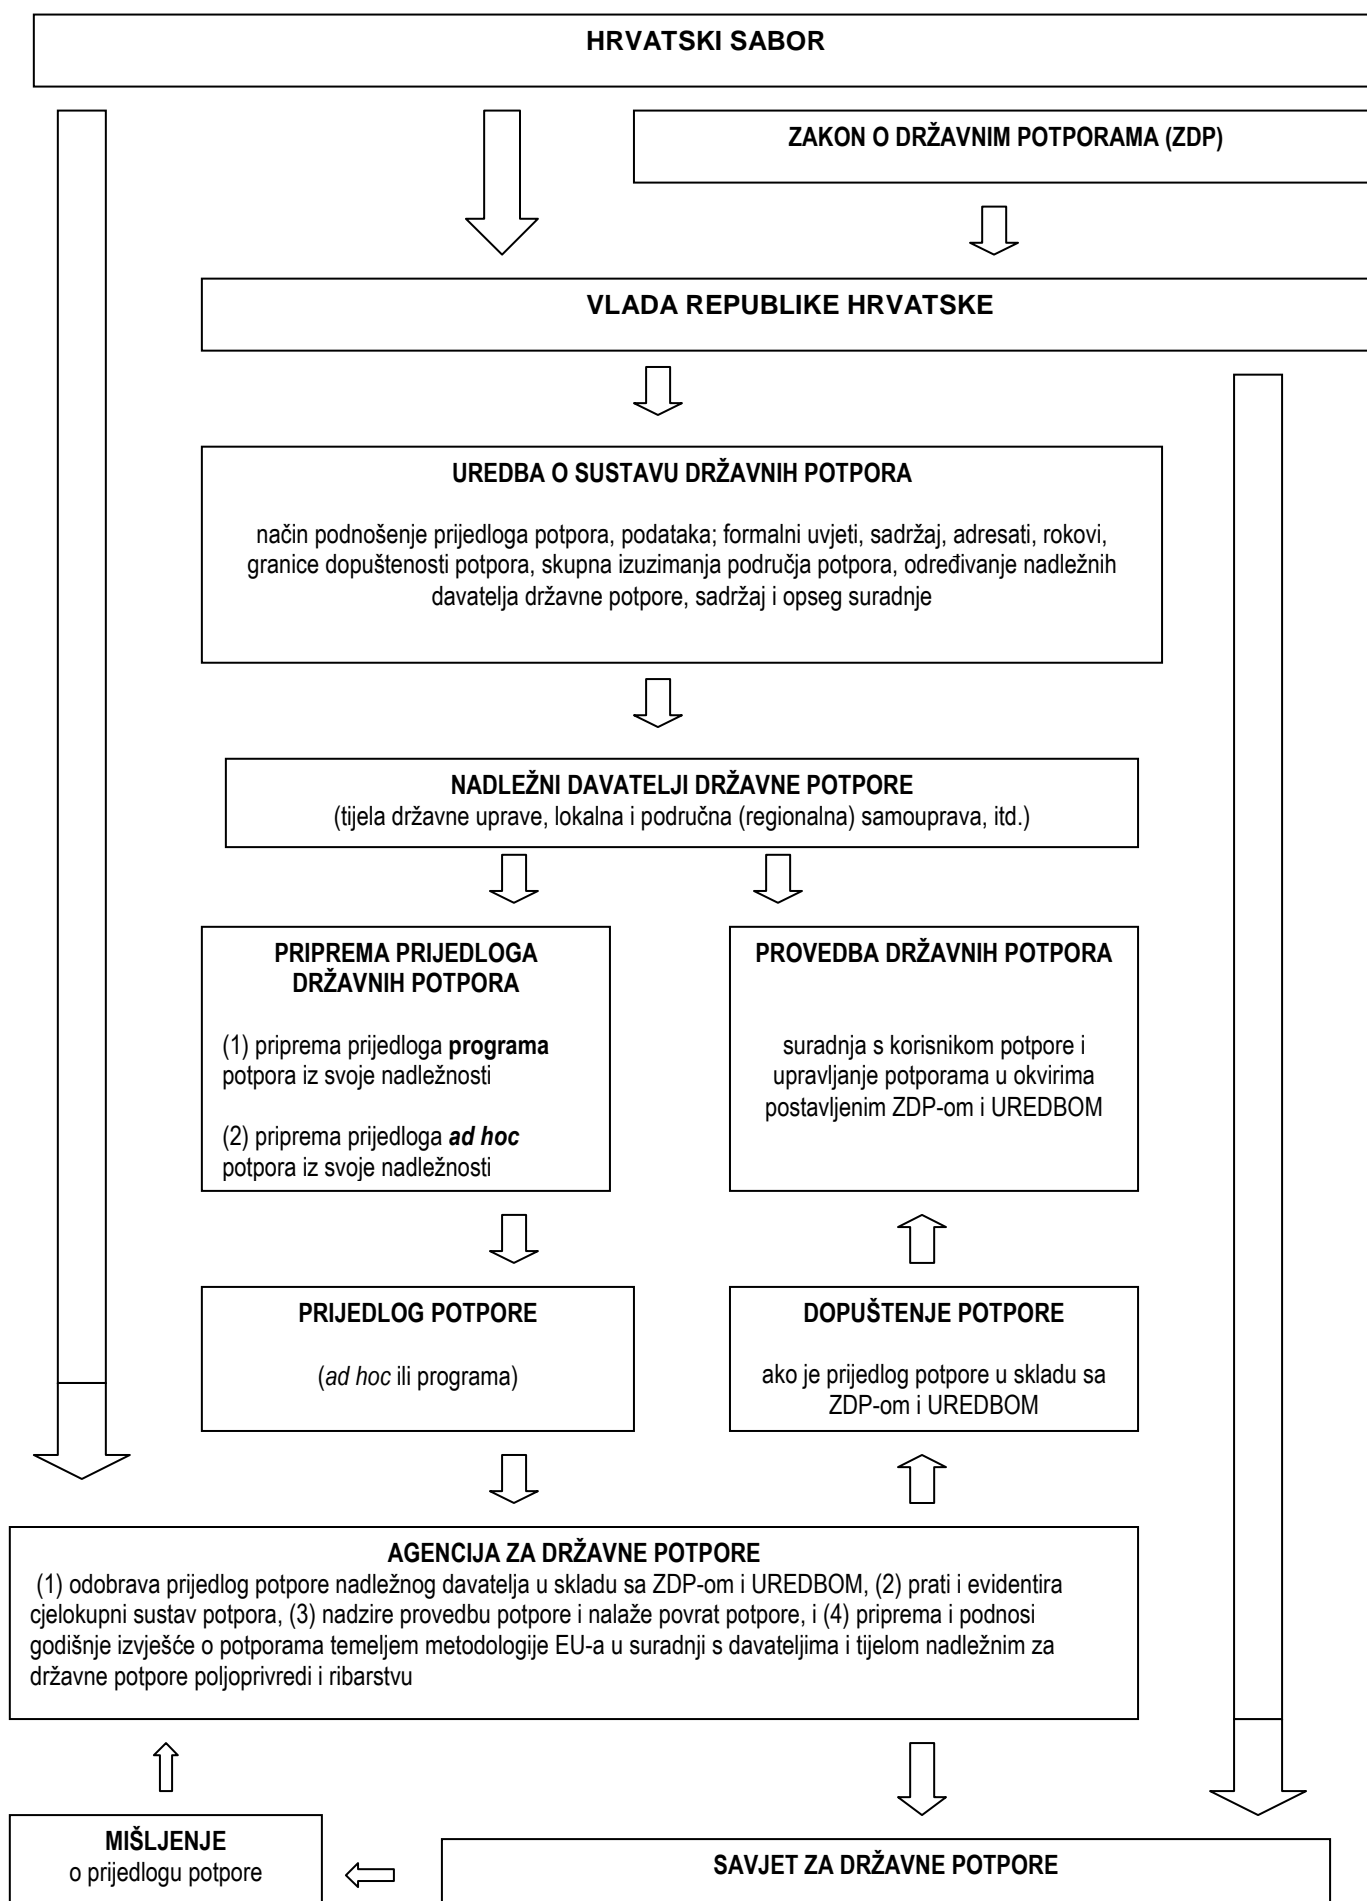 HRVATSKI SABOR
ZAKON O DRŽAVNIM POTPORAMA (ZDP)
VLADA REPUBLIKE HRVATSKE
UREDBA O SUSTAVU DRŽAVNIH POTPORA
način podnošenje prijedloga potpora, podataka; formalni uvjeti, sadržaj, adresati, rokovi,
granice dopuštenosti potpora, skupna izuzimanja područja potpora, određivanje nadležnih
davatelja državne potpore, sadržaj i opseg suradnje
NADLEŽNI DAVATELJI DRŽAVNE POTPORE
(tijela državne uprave, lokalna i područna (regionalna) samouprava, itd.)
PRIPREMA PRIJEDLOGA
DRŽAVNIH POTPORA
(1) priprema prijedloga programa
potpora iz svoje nadležnosti
(2) priprema prijedloga ad hoc
potpora iz svoje nadležnosti
PROVEDBA DRŽAVNIH POTPORA
suradnja s korisnikom potpore i
upravljanje potporama u okvirima
postavljenim ZDP-om i UREDBOM
PRIJEDLOG POTPORE
(ad hoc ili programa)
DOPUŠTENJE POTPORE
ako je prijedlog potpore u skladu sa
ZDP-om i UREDBOM
AGENCIJA ZA DRŽAVNE POTPORE
(1) odobrava prijedlog potpore nadležnog davatelja u skladu sa ZDP-om i UREDBOM, (2) prati i evidentira
cjelokupni sustav potpora, (3) nadzire provedbu potpore i nalaže povrat potpore, i (4) priprema i podnosi
godišnje izvješće o potporama temeljem metodologije EU-a u suradnji s davateljima i tijelom nadležnim za
državne potpore poljoprivredi i ribarstvu
MIŠLJENJE
o prijedlogu potpore
SAVJET ZA DRŽAVNE POTPORE